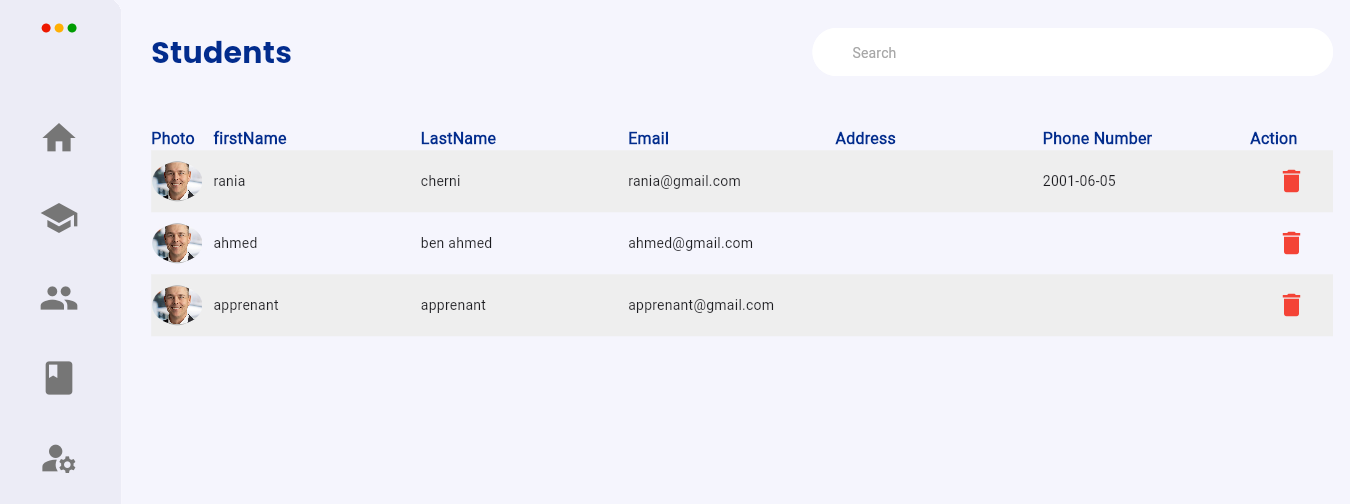 Students
Search
Photo firstName LastName Email Address Phone Number Action
rania cherni rania@gmail.com 2001-06-05
ahmed ben ahmed ahmed@gmail.com
apprenant apprenant apprenant@gmail.com